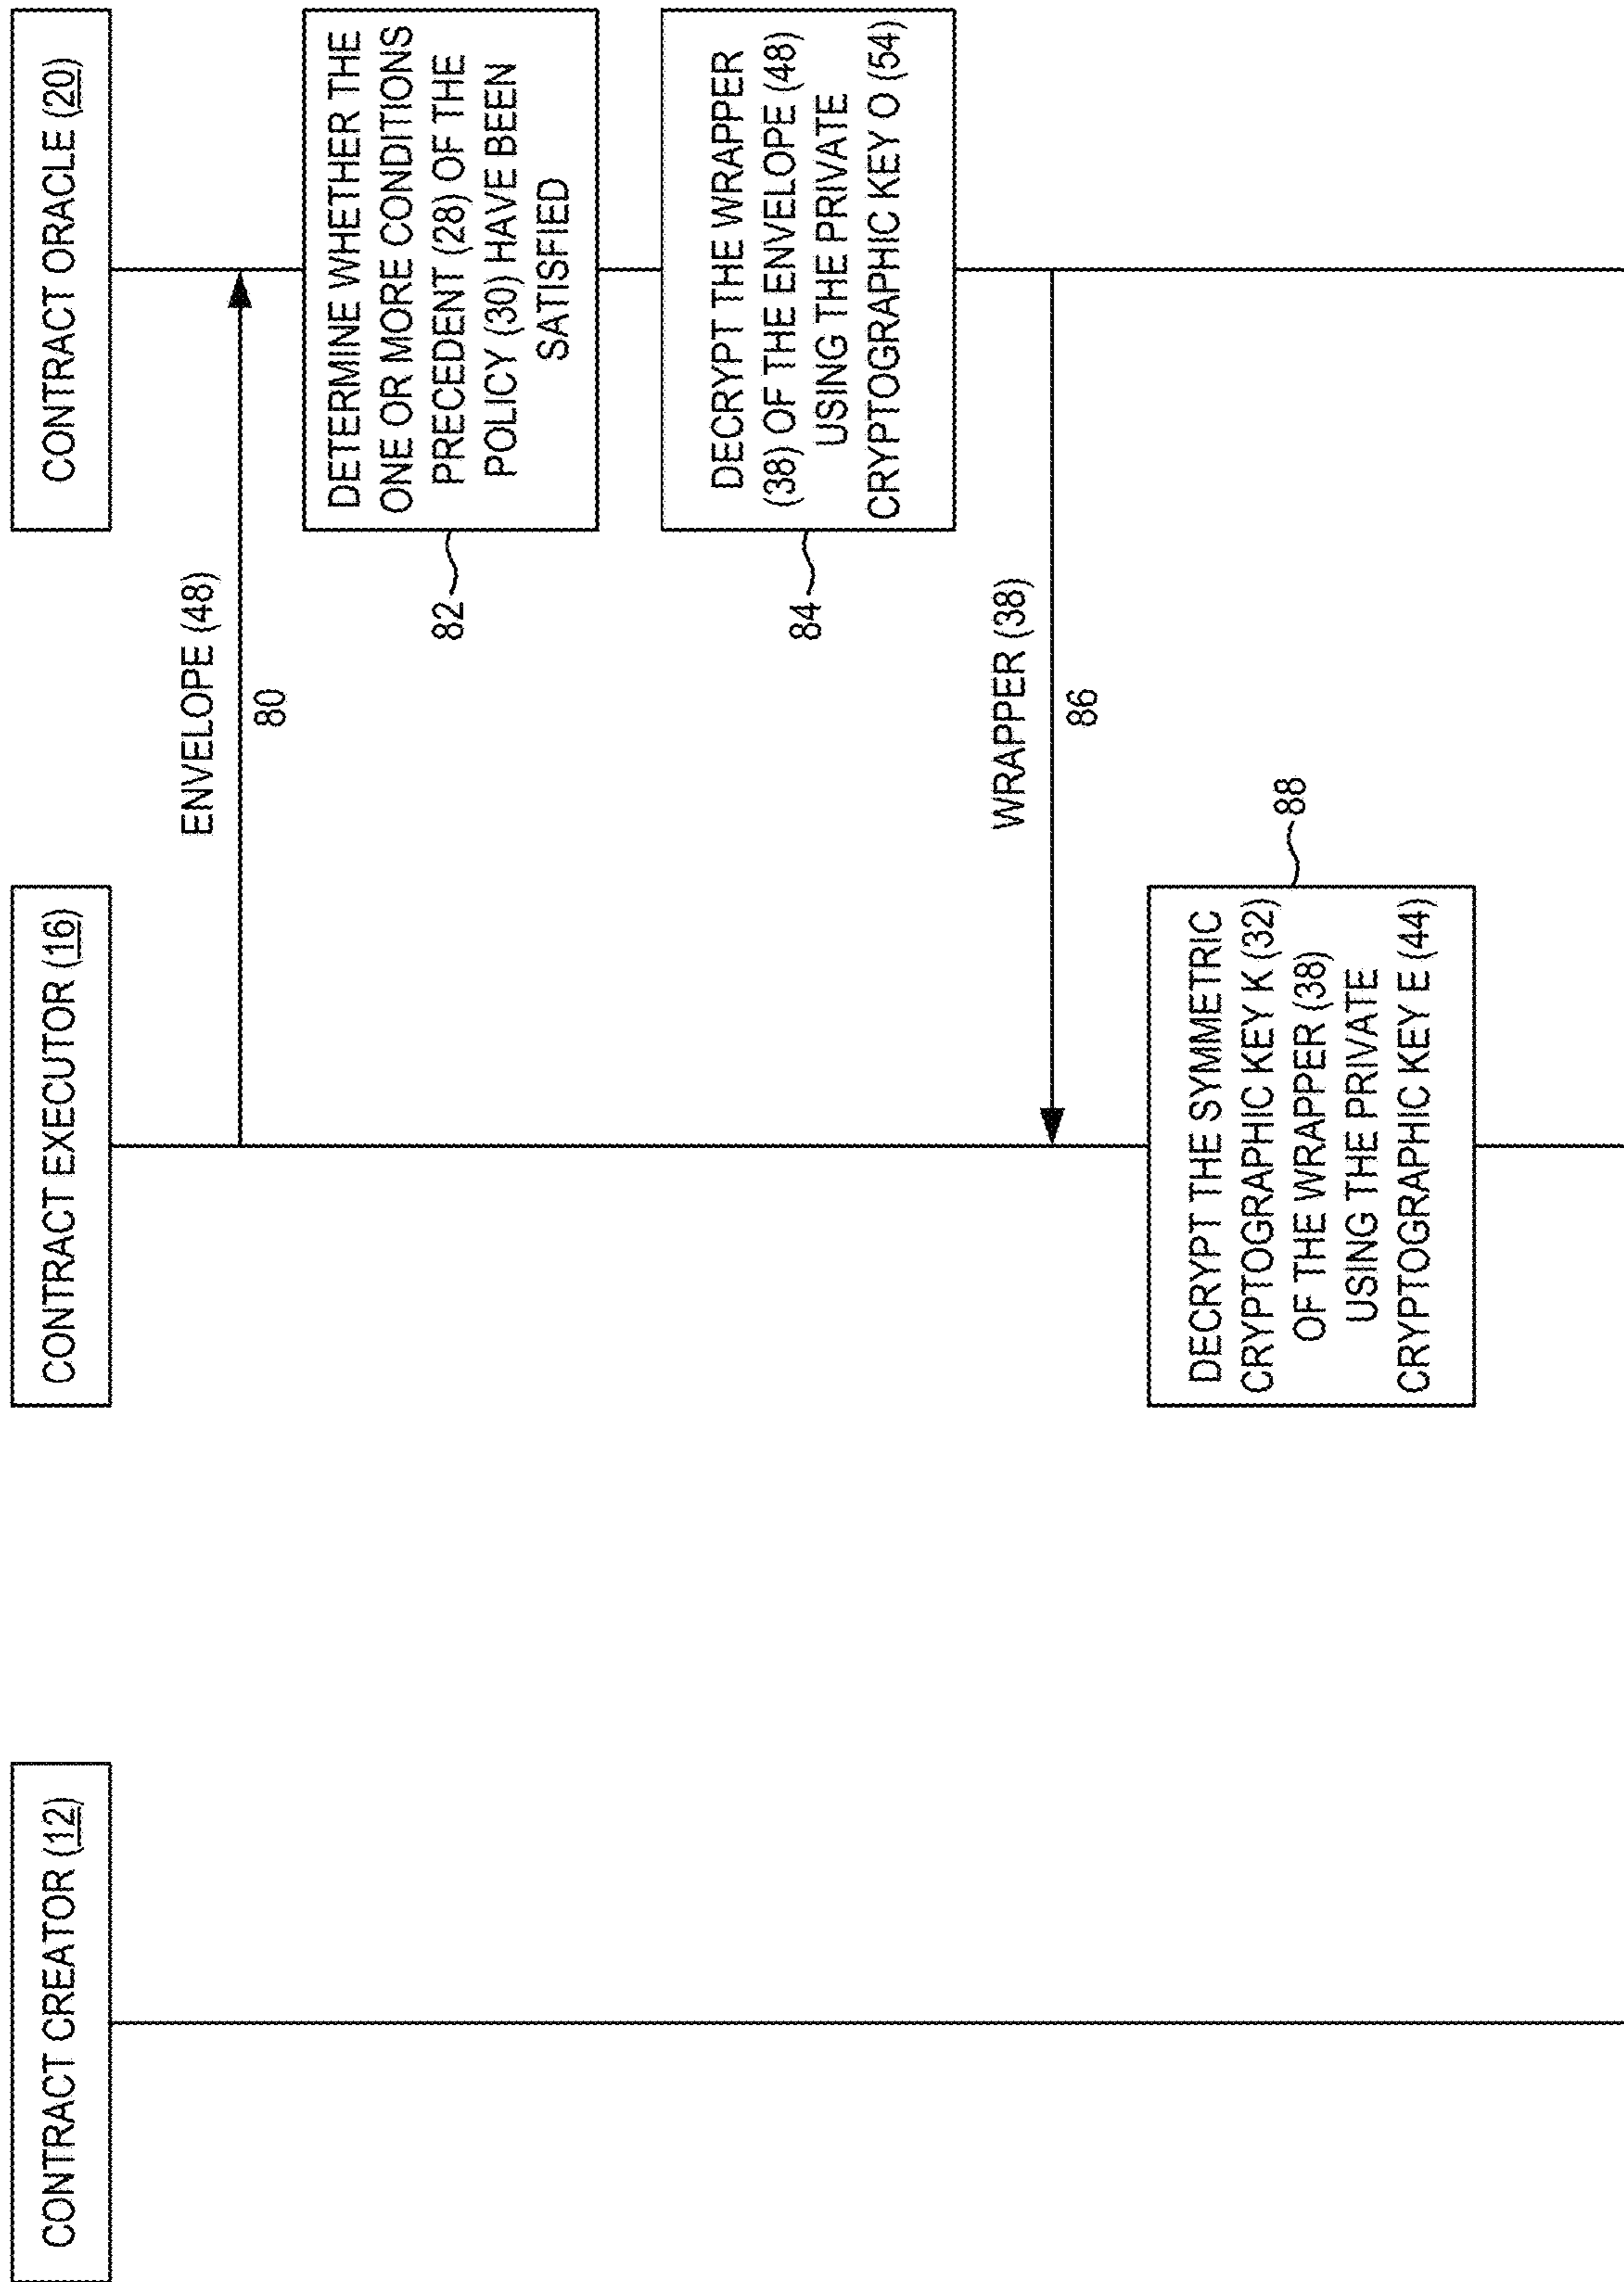 CONTRACT CREATOR (12)
CONTRACT EXECUTOR (16)
CONTRACT ORACLE (20)
ENVELOPE (48)
80
DETERMINE WHETHER THE
ONE OR MORE CONDITIONS
PRECEDENT (28) OF THE
POLICY (30) HAVE BEEN
SATISFIED
82
DECRYPT THE WRAPPER
(38) OF THE ENVELOPE (48)
USING THE PRIVATE
CRYPTOGRAPHIC KEY O (54)
84
WRAPPER (38)
86
DECRYPT THE SYMMETRIC
CRYPTOGRAPHIC KEY K (32)
OF THE WRAPPER (38)
USING THE PRIVATE
CRYPTOGRAPHIC KEY E (44)
88